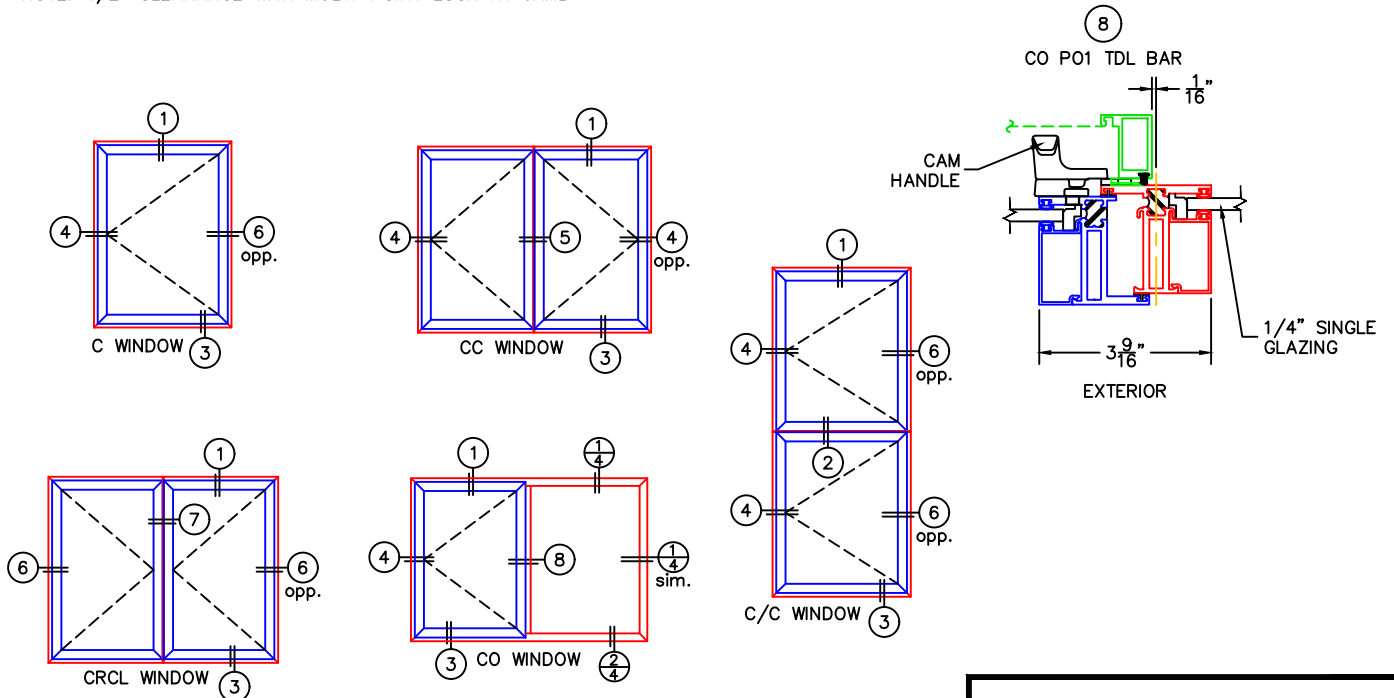 8
CO PO1 TDL BAR
1/16"
CAM
HANDLE
3 9/16"
1/4" SINGLE
GLAZING
EXTERIOR
1
4
6
opp.
3
C WINDOW
1
4
5
4
opp.
3
CC WINDOW
1
4
6
opp.
2
4
6
opp.
3
C/C WINDOW
1
7
6
6
opp.
3
CRCL WINDOW
1
1/4
4
8
1/4
sim.
3
CO WINDOW
2/4